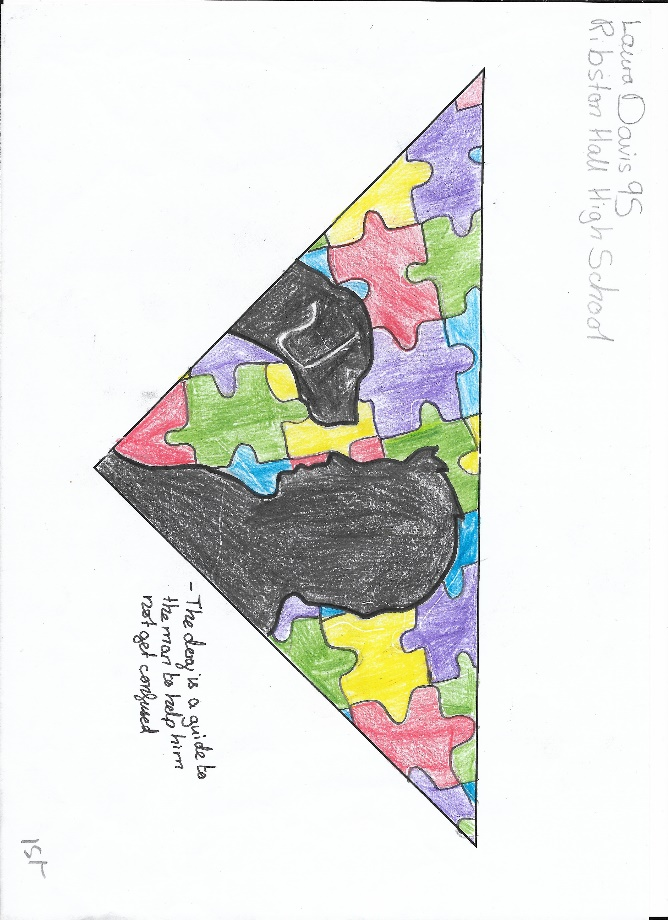 Laura Davis 9S
Ribston Hall High School
- The dog is a guide to
the man to help him
not get confused
1ST